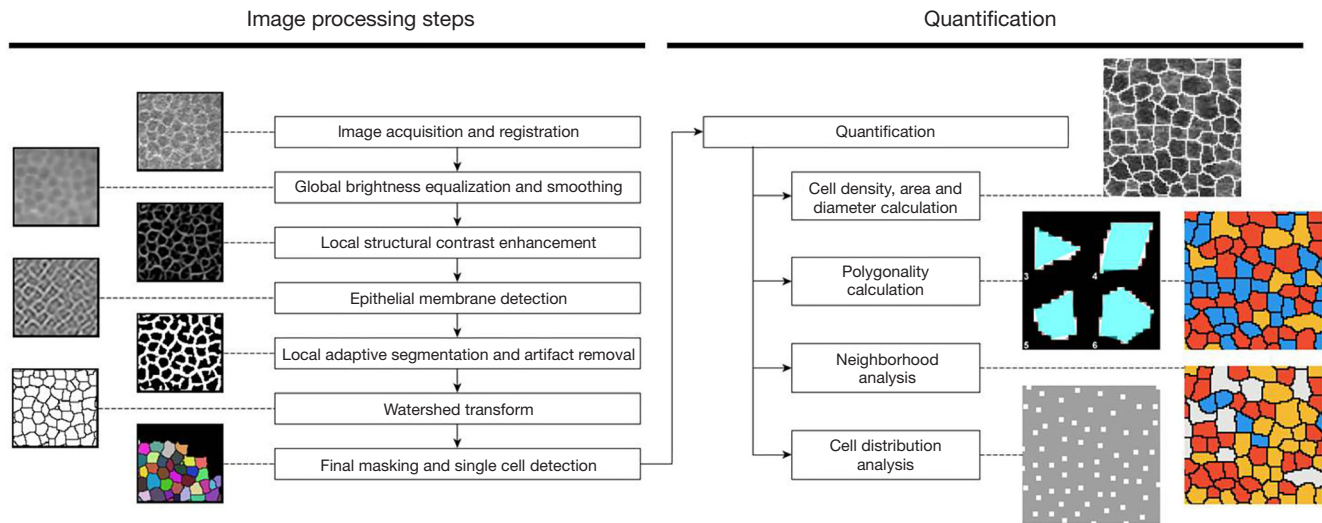 Image processing steps
Quantification
Image acquisition and registration
Global brightness equalization and smoothing
Local structural contrast enhancement
Epithelial membrane detection
Local adaptive segmentation and artifact removal
Watershed transform
Final masking and single cell detection
Quantification
Cell density, area and
diameter calculation
Polygonality
calculation
3
4
5
6
Neighborhood
analysis
Cell distribution
analysis